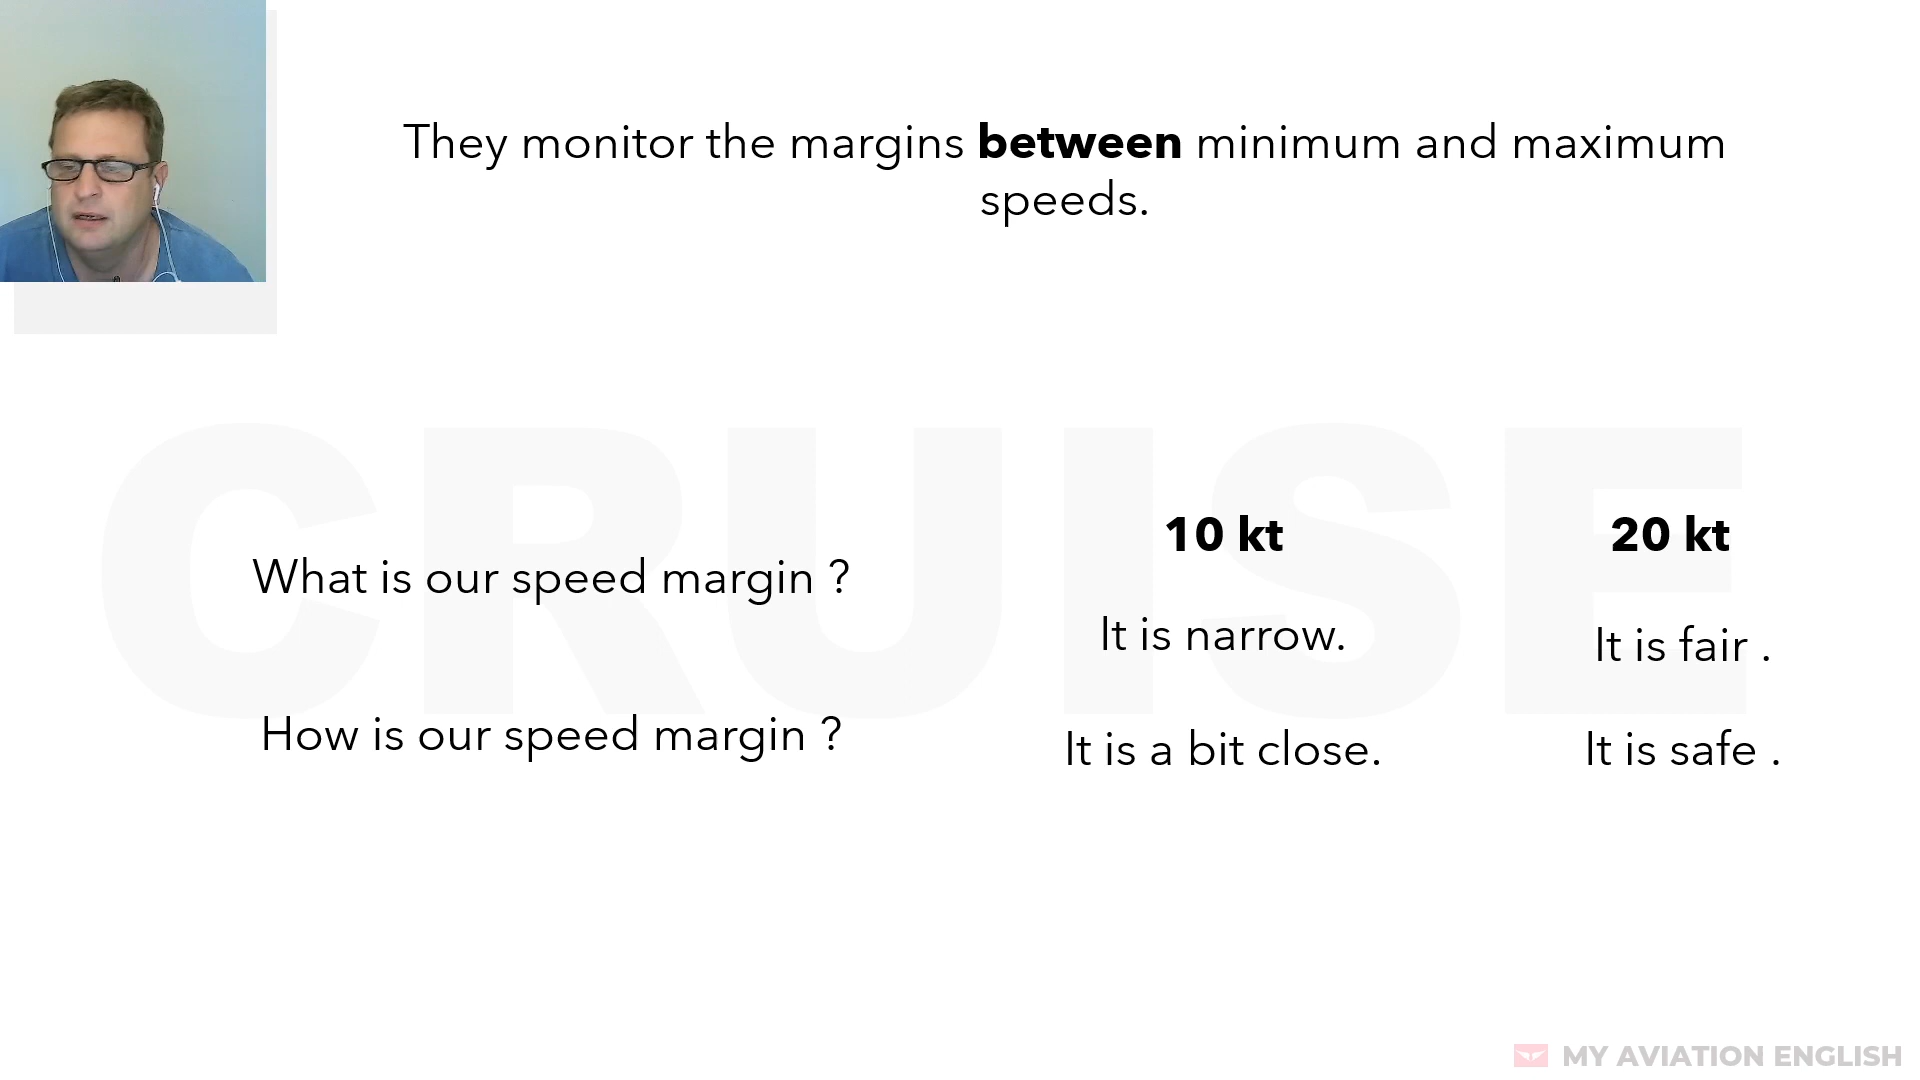 They monitor the margins between minimum and maximum
speeds.
CRUISE
10 kt
20 kt
What is our speed margin ?
It is narrow.
It is fair .
How is our speed margin ?
It is a bit close.
It is safe .
MY AVIATION ENGLISH